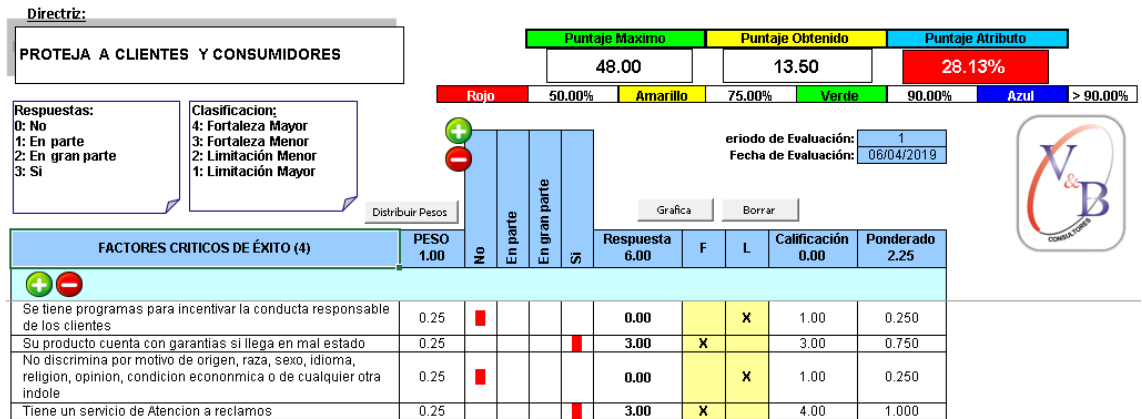 Directriz:
PROTEJA A CLIENTES Y CONSUMIDORES
Puntaje Maximo Puntaje Obtenido Puntaje Atributo
48.00 13.50 28.13%
Rojo 50.00% Amarillo 75.00% Verde 90.00% Azul > 90.00%
Respuestas:
0: No
1: En parte
2: En gran parte
3: Si
Clasificacion:
4: Fortaleza Mayor
3: Fortaleza Menor
2: Limitación Menor
1: Limitación Mayor
eriodo de Evaluación: 1
Fecha de Evaluación: 06/04/2019
V&B
CONSULTORES
Distribuir Pesos
Grafica
Borrar
FACTORES CRITICOS DE ÉXITO (4) PESO No En parte En gran parte Si Respuesta F L Calificación Ponderado
1.00 6.00 0.00 2.25
Se tiene programas para incentivar la conducta responsable
de los clientes 0.25 0.00 X 1.00 0.250
Su producto cuenta con garantias si llega en mal estado 0.25 3.00 X 3.00 0.750
No discrimina por motivo de origen, raza, sexo, idioma,
religion, opinion, condicion econonmica o de cualquier otra
indole 0.25 0.00 X 1.00 0.250
Tiene un servicio de Atencion a reclamos 0.25 3.00 X 4.00 1.000